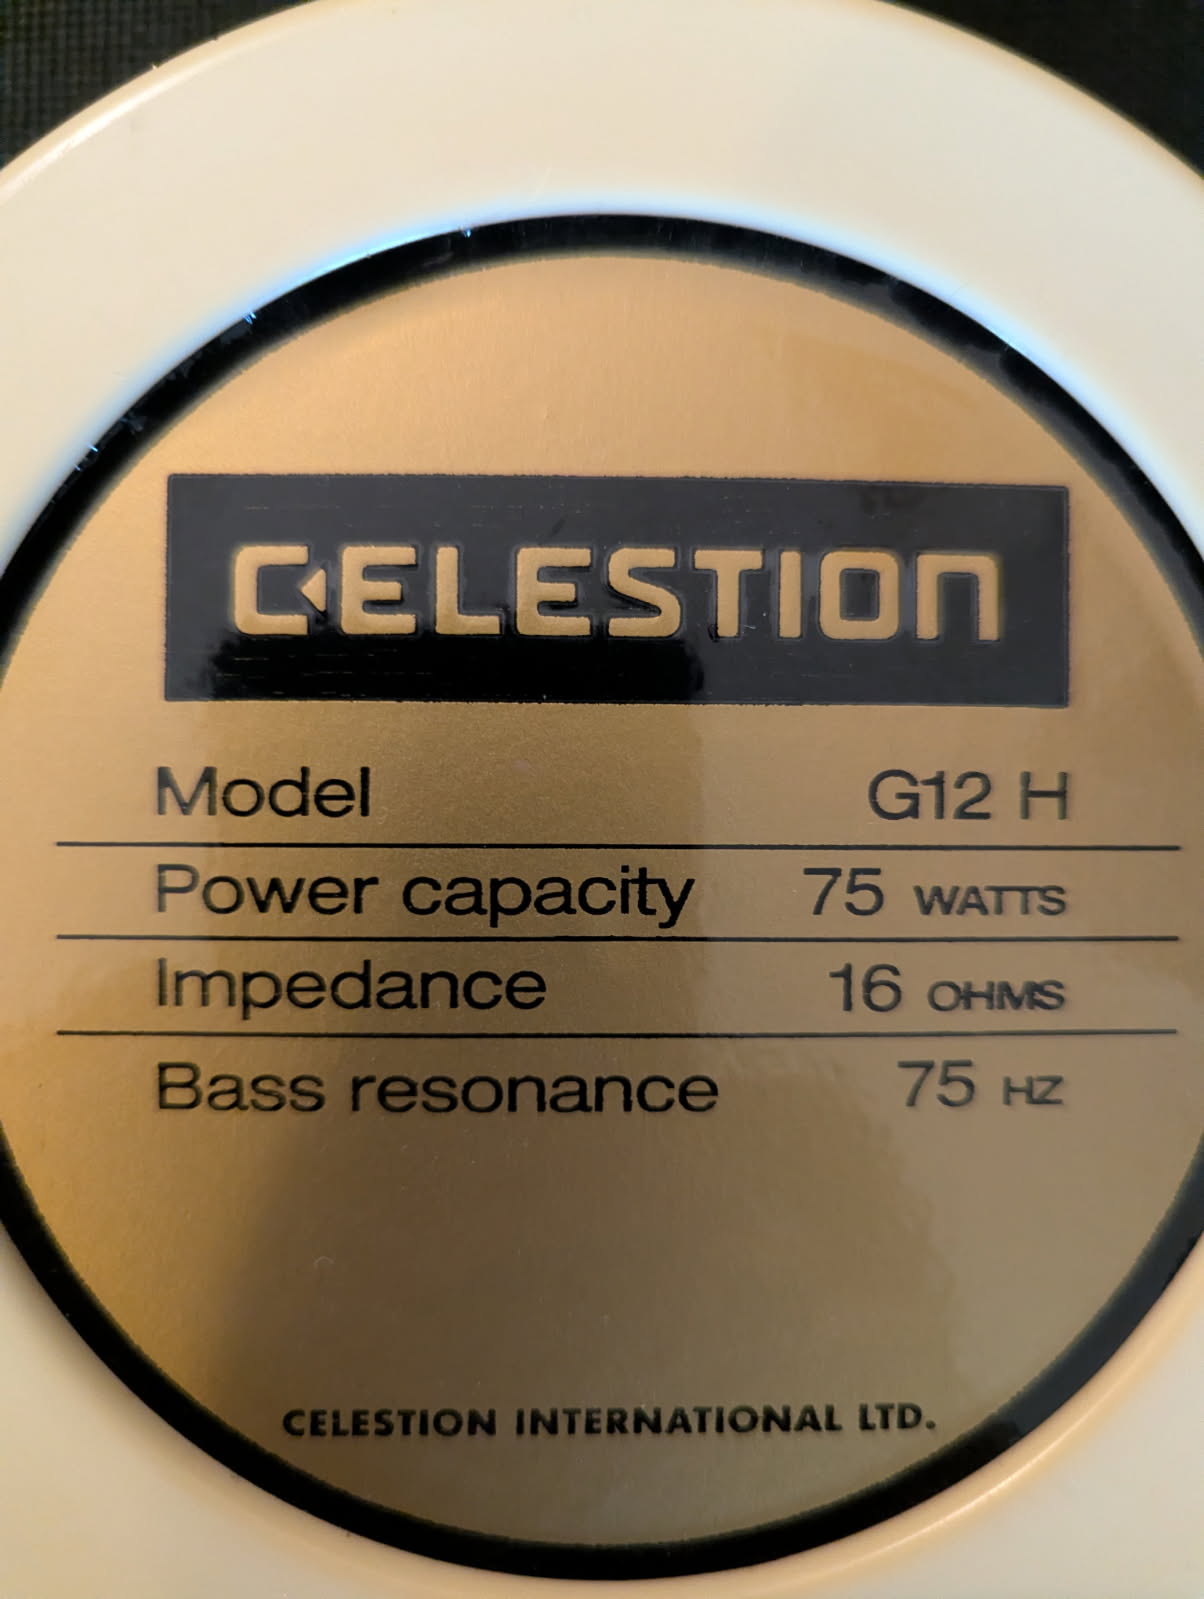 CELESTION
Model G12 H
Power capacity 75 WATTS
Impedance 16 OHMS
Bass resonance 75 HZ
CELESTION INTERNATIONAL LTD.